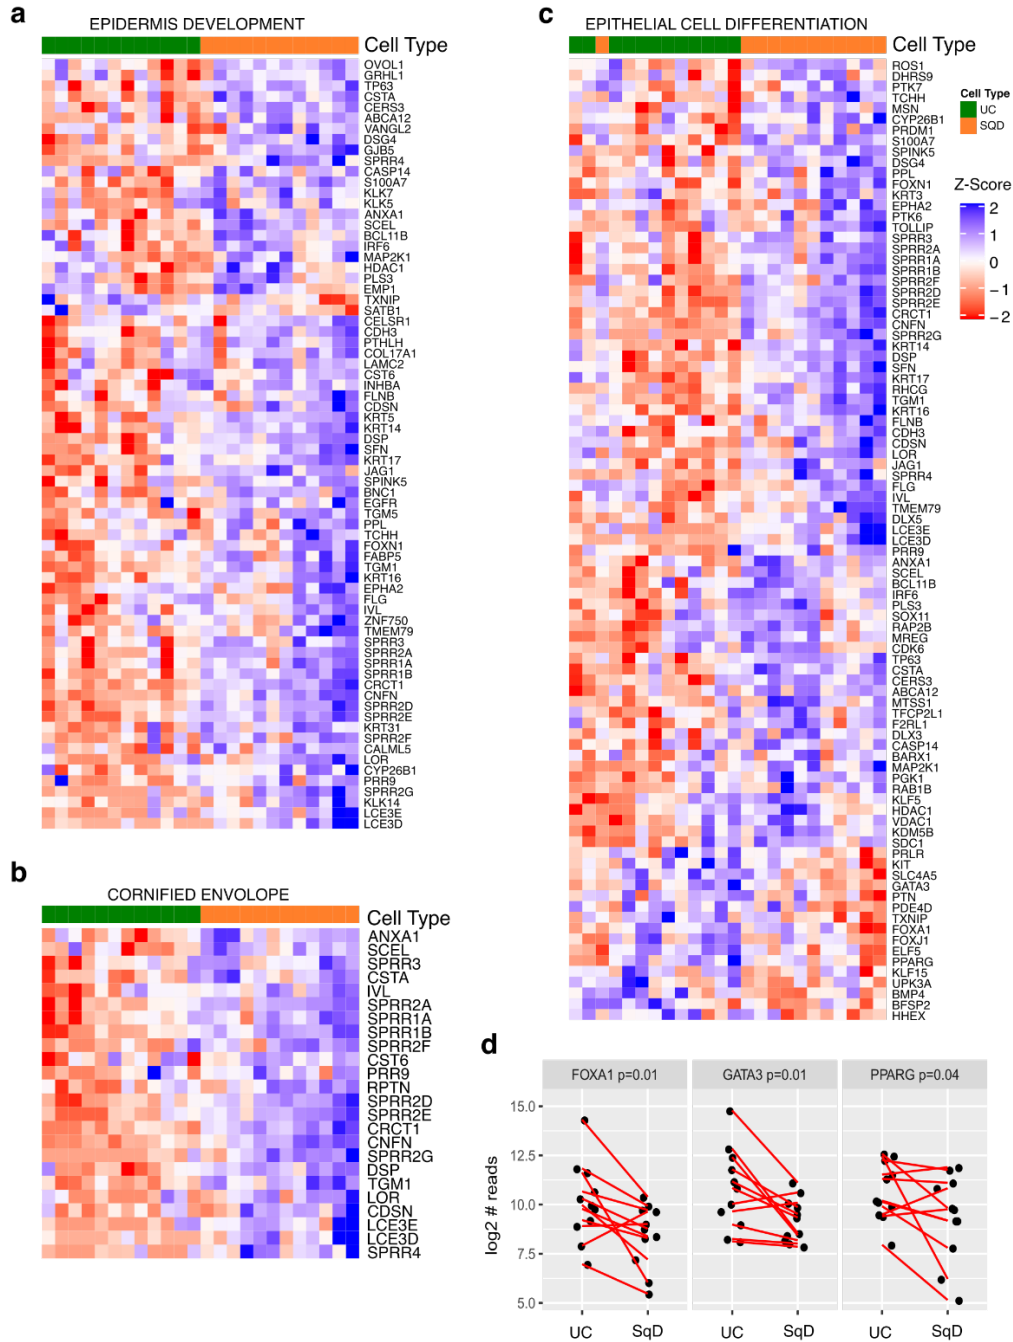 a
EPIDERMIS DEVELOPMENT
Cell Type
OVOL1
GRHL1
TP63
CSTA
CERS3
ABCA12
VANGL2
DSG4
GJB5
SPRR4
CASP14
S100A7
KLK7
KLK5
ANXA1
SCEL
BCL11B
IRF6
MAP2K1
HDAC1
PLS3
EMP1
TXNIP
SATB1
CELSR1
CDH3
PTHLH
COL17A1
LAMC2
CST6
INHBA
FLNB
CDSN
KRT5
KRT14
DSP
SFN
KRT17
JAG1
SPINK5
BNC1
EGFR
TGM5
PPL
TCHH
FOXN1
FABP5
TGM1
KRT16
EPHA2
FLG
IVL
ZNF750
TMEM79
SPRR3
SPRR2A
SPRR1A
SPRR1B
CRCT1
CNFN
SPRR2D
SPRR2E
KRT31
SPRR2F
CALML5
LOR
CYP26B1
PRR9
SPRR2G
KLK14
LCE3E
LCE3D
b
CORNIFIED ENVOLOPE
Cell Type
ANXA1
SCEL
SPRR3
CSTA
IVL
SPRR2A
SPRR1A
SPRR1B
SPRR2F
CST6
PRR9
RPTN
SPRR2D
SPRR2E
CRCT1
CNFN
SPRR2G
DSP
TGM1
LOR
CDSN
LCE3E
LCE3D
SPRR4
c
EPITHELIAL CELL DIFFERENTIATION
Cell Type
ROS1
DHRS9
PTK7
TCHH
MSN
CYP26B1
PRDM1
S100A7
SPINK5
DSG4
PPL
FOXN1
KRT3
EPHA2
PTK6
TOLLIP
SPRR3
SPRR2A
SPRR1A
SPRR1B
SPRR2F
SPRR2D
SPRR2E
CRCT1
CNFN
SPRR2G
KRT14
DSP
SFN
KRT17
RHCG
TGM1
KRT16
FLNB
CDH3
CDSN
LOR
JAG1
SPRR4
FLG
IVL
TMEM79
DLX5
LCE3E
LCE3D
PRR9
ANXA1
SCEL
BCL11B
IRF6
PLS3
SOX11
RAP2B
MREG
CDK6
TP63
CSTA
CERS3
ABCA12
MTSS1
TFCP2L1
F2RL1
DLX3
CASP14
BARX1
MAP2K1
PGK1
RAB1B
KLF5
HDAC1
VDAC1
KDM5B
SDC1
PRLR
KIT
SLC4A5
GATA3
PTN
PDE4D
TXNIP
FOXA1
FOXJ1
ELF5
PPARG
KLF15
UPK3A
BMP4
BFSP2
HHEX
Cell Type
UC
SQD
Z-Score
2
1
0
−1
−2
d
FOXA1 p=0.01
GATA3 p=0.01
PPARG p=0.04
log2 # reads
15.0
12.5
10.0
7.5
5.0
UC
SqD
UC
SqD
UC
SqD